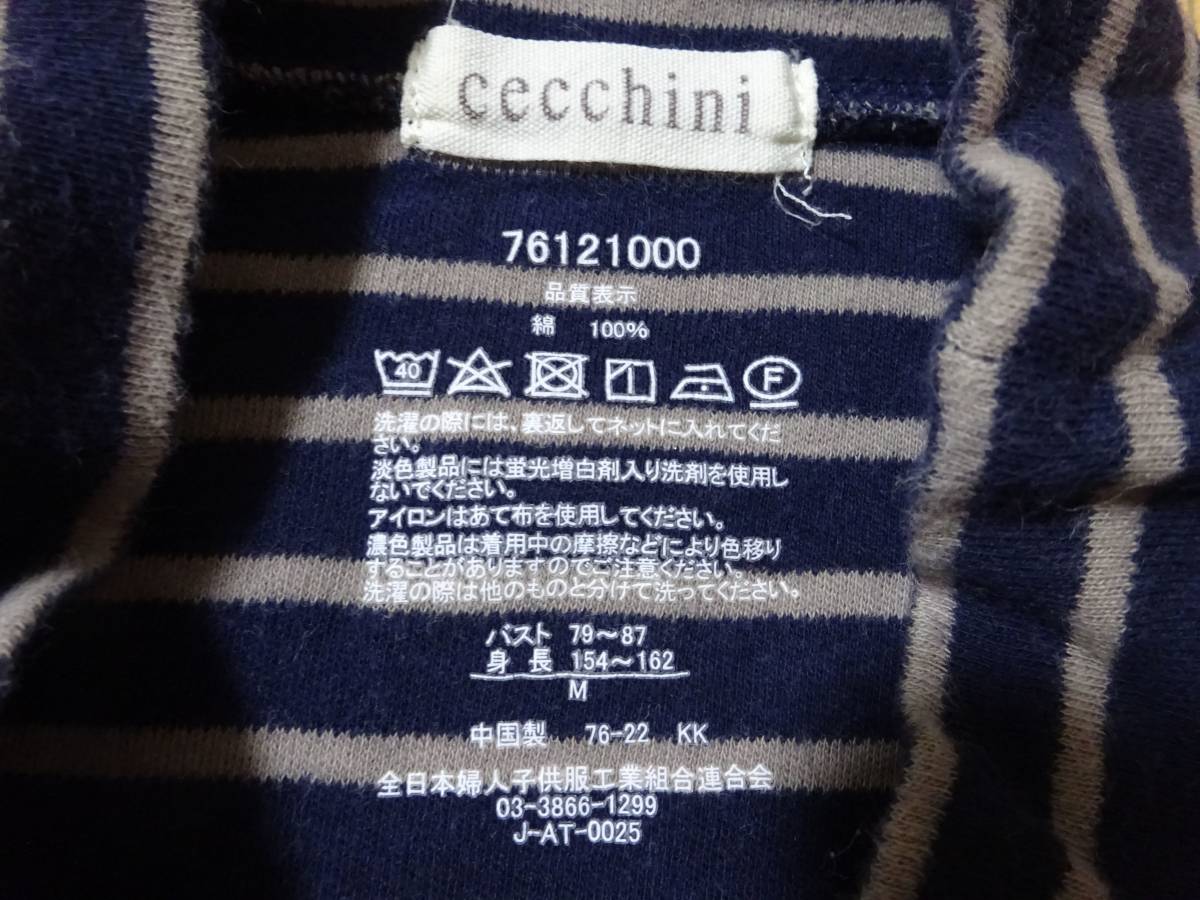 cecchini
76121000
品質表示
綿 100%
40 F
洗濯の際には、裏返してネットに入れてくだ
さい。
淡色製品には蛍光増白剤入り洗剤を使用し
ないでください。
アイロンはあて布を使用してください。
濃色製品は着用中の摩擦などにより色移り
することがありますのでご注意ください。
洗濯の際は他のものと分けて洗ってください。
バスト 79～87
身長 154～162
M
中国製 76-22 KK
全日本婦人子供服工業組合連合会
03-3866-1299
J-AT-0025